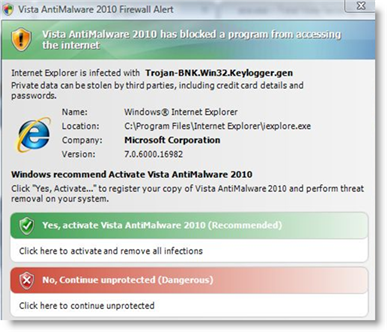 Vista AntiMalware 2010 Firewall Alert
Vista AntiMalware 2010 has blocked a program from accessing
the internet
Internet Explorer is infected with Trojan-BNK.Win32.Keylogger.gen
Private data can be stolen by third parties, including credit card details and
passwords.
Name: Windows® Internet Explorer
Location: C:\Program Files\Internet Explorer\iexplore.exe
Company: Microsoft Corporation
Version: 7.0.6000.16982
Windows recommend Activate Vista AntiMalware 2010
Click "Yes, Activate..." to register your copy of Vista AntiMalware 2010 and perform threat
removal on your system.
Yes, activate Vista AntiMalware 2010 (Recommended)
Click here to activate and remove all infections
No, Continue unprotected (Dangerous)
Click here to continue unprotected